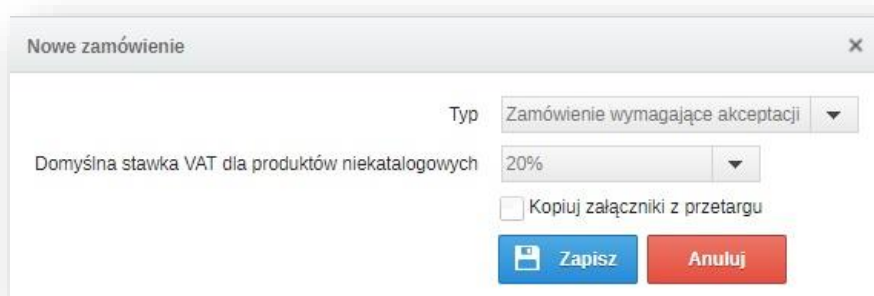 Nowe zamówienie
Typ Zamówienie wymagające akceptacji
Domyślna stawka VAT dla produktów niekatalogowych 20%
Kopiuj załączniki z przetargu
Zapisz Anuluj